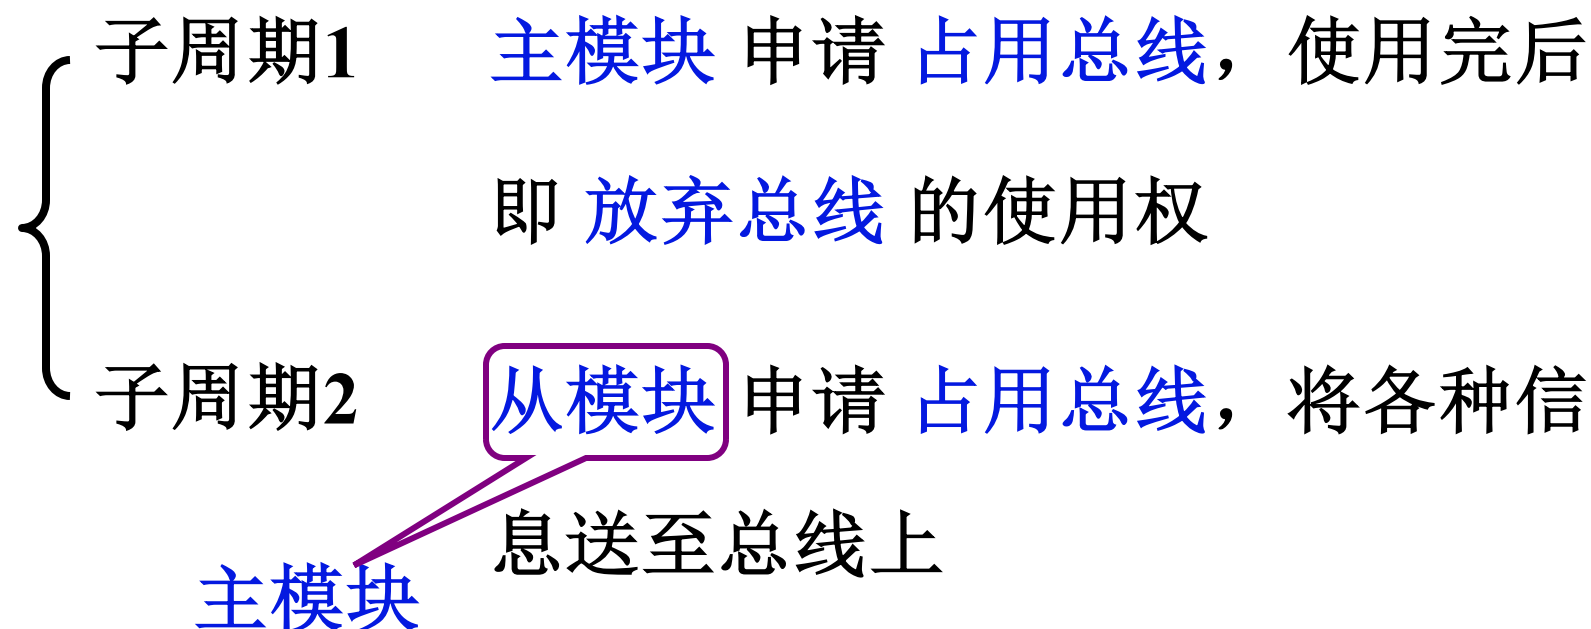 子周期1 主模块 申请 占用总线，使用完后
即 放弃总线 的使用权
子周期2 从模块 申请 占用总线，将各种信
息送至总线上
主模块